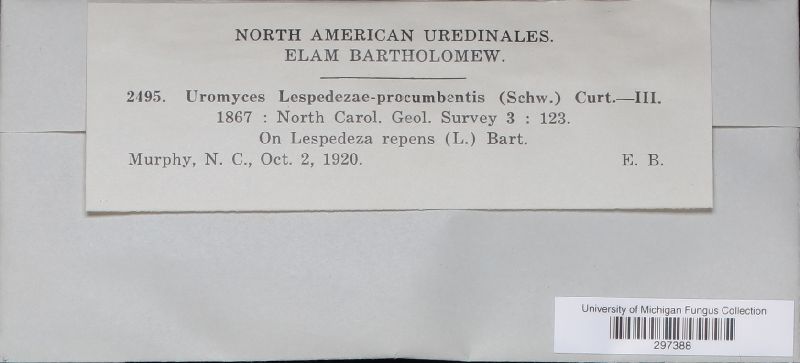 NORTH AMERICAN UREDINALES.
ELAM BARTHOLOMEW.
2495. Uromyces Lespedezae-procumbentis (Schw.) Curt.—III.
1867 : North Carol. Geol. Survey 3 : 123.
On Lespedeza repens (L.) Bart.
Murphy, N. C., Oct. 2, 1920. E. B.
University of Michigan Fungus Collection
297388